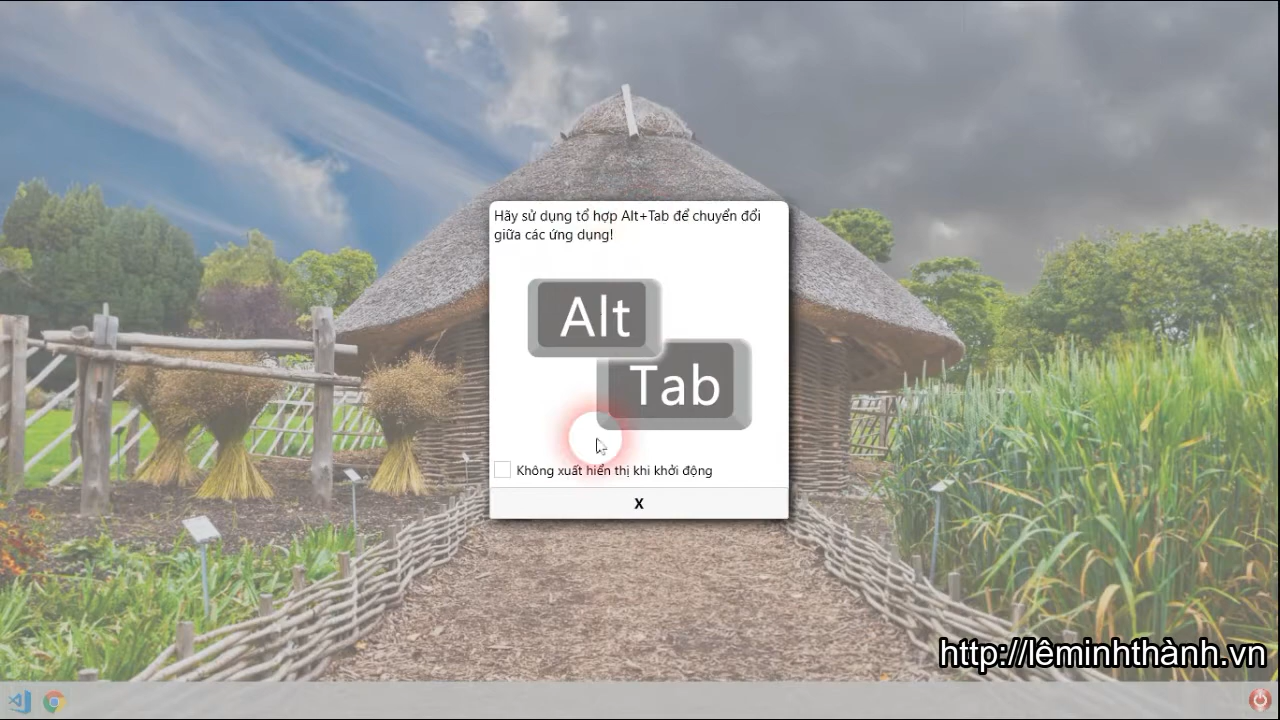 Hãy sử dụng tổ hợp Alt+Tab để chuyển đổi
giữa các ứng dụng!
Alt
Tab
Không xuất hiển thị khi khởi động
X
http://lêminhthành.vn